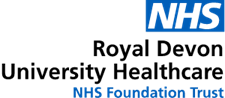 NHS
Royal Devon
University Healthcare
NHS Foundation Trust